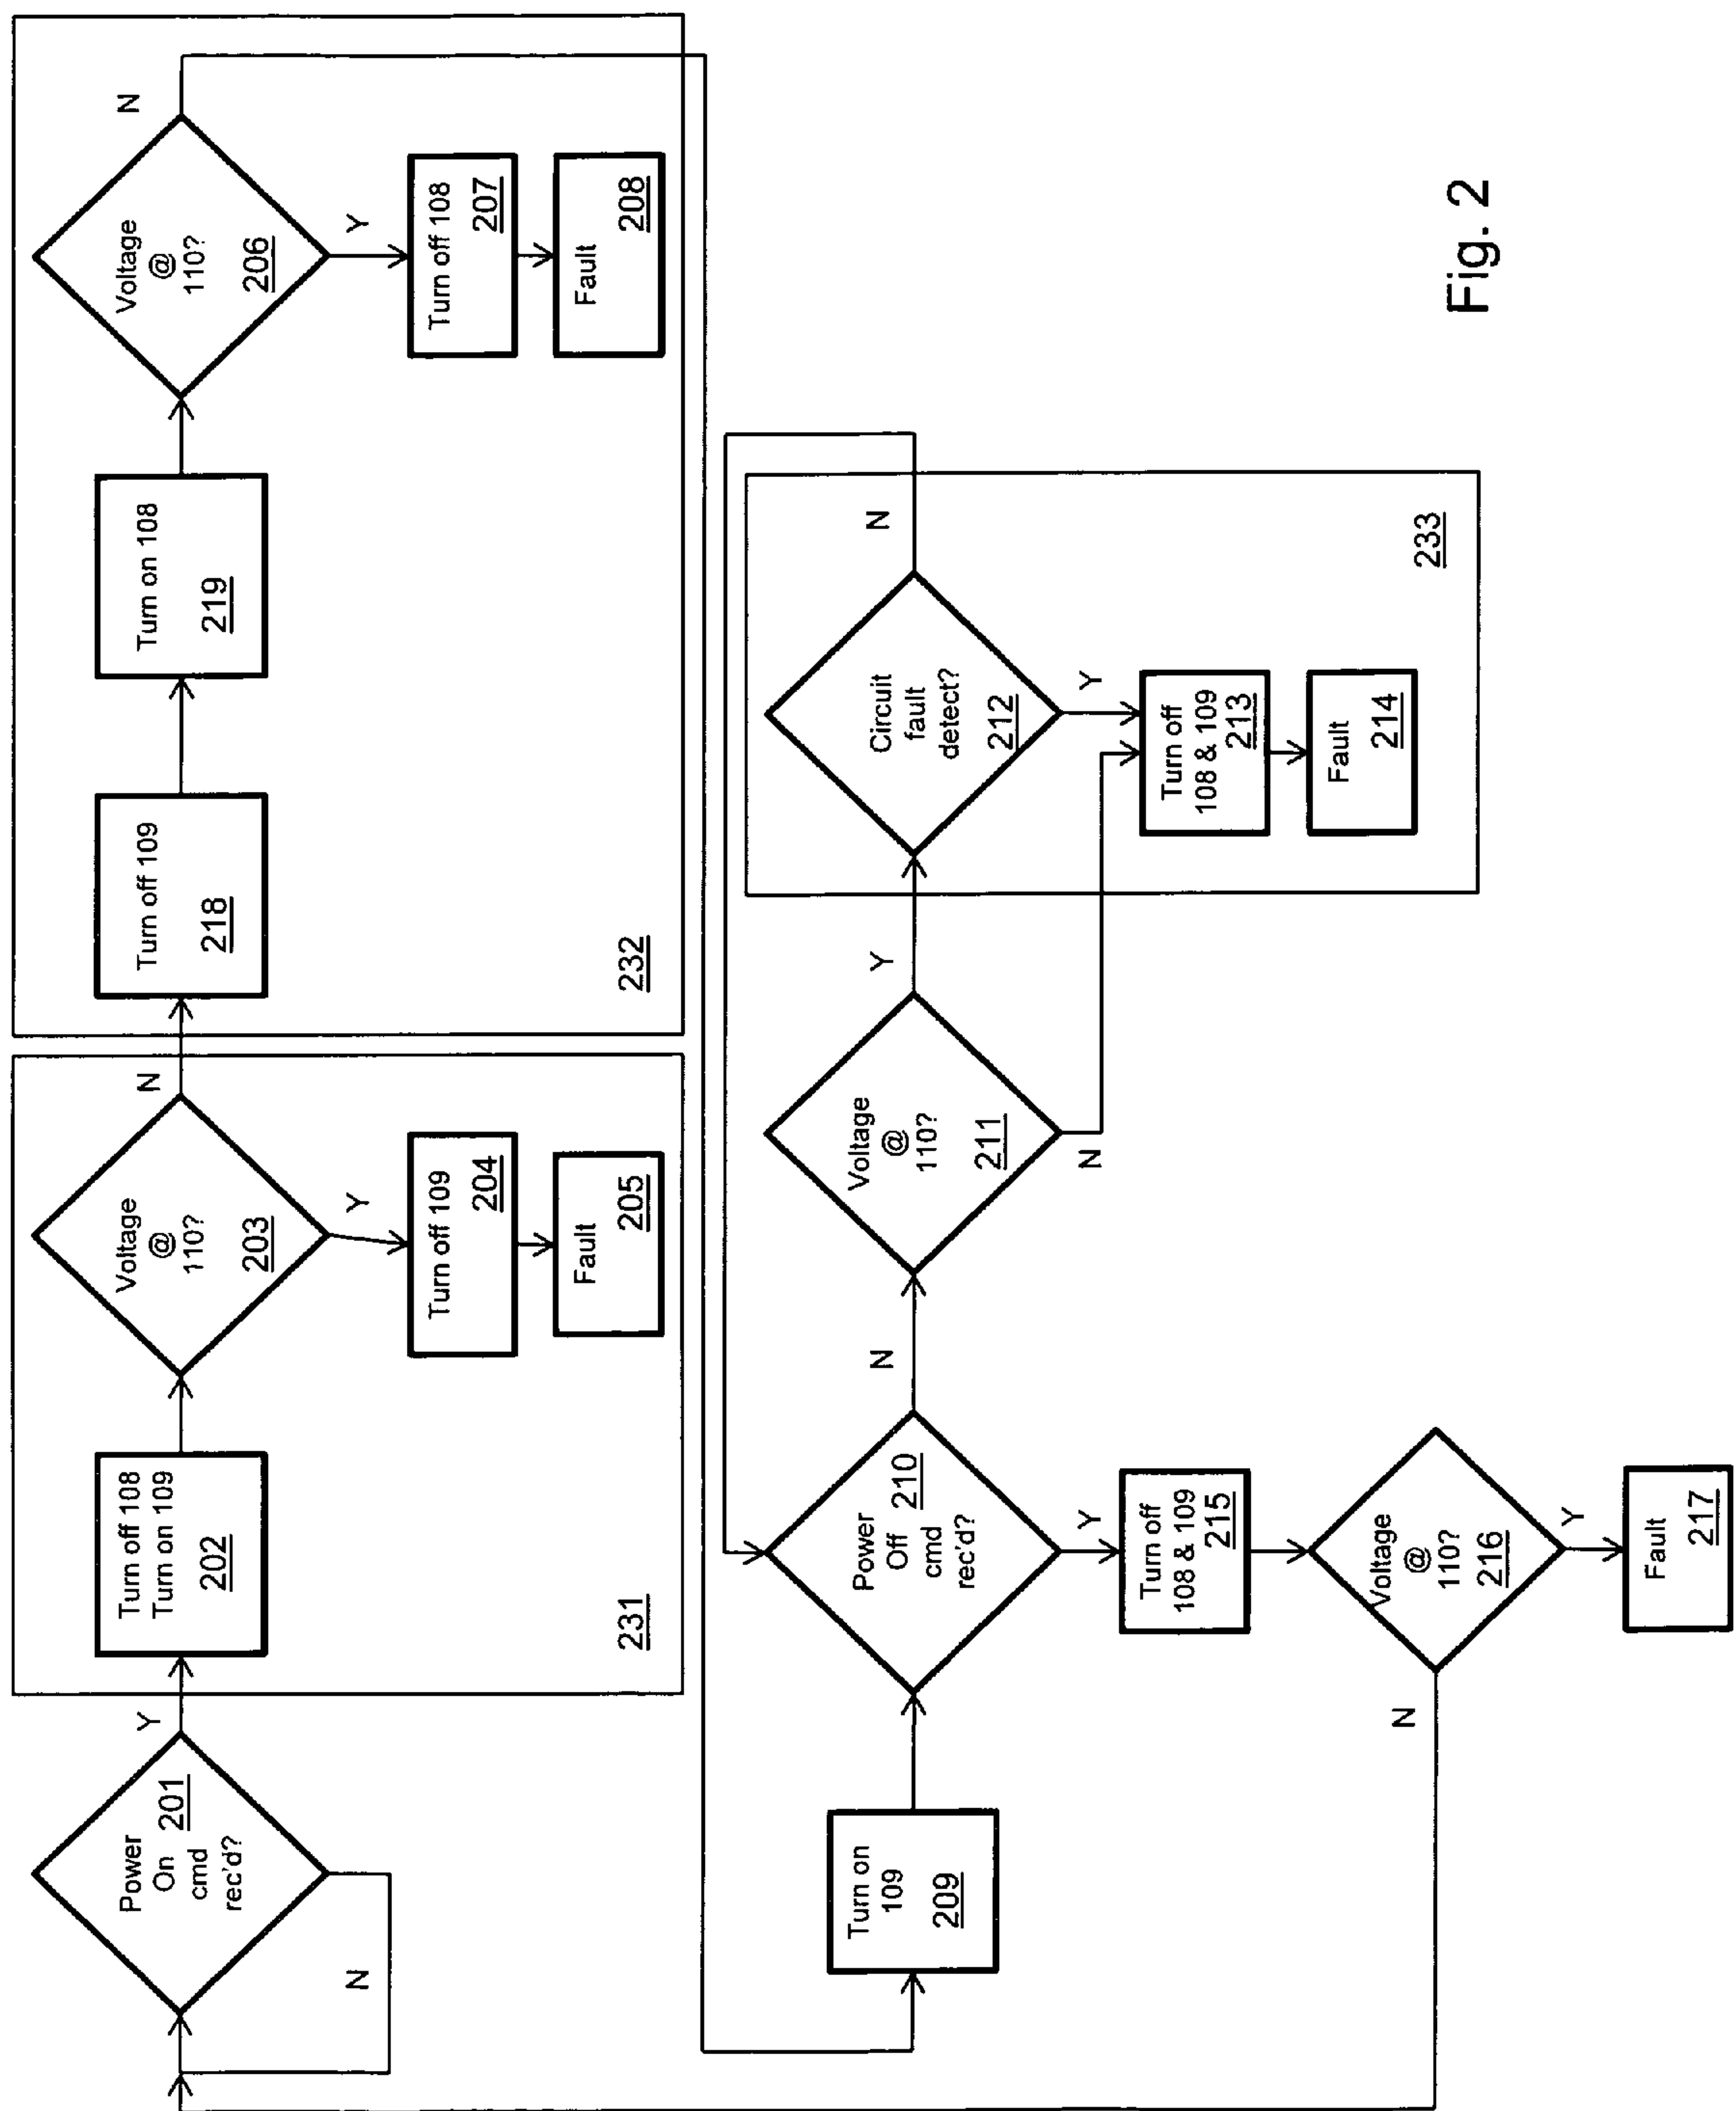 Power
On 201
cmd
rec'd?
Y
N
Turn off 108
Turn on 109
202
Voltage
@
110?
203
N
Y
Turn off 109
204
Fault
205
231
Turn off 109
218
Turn on 108
219
Voltage
@
110?
206
N
Y
Turn off 108
207
Fault
208
232
Turn on
109
209
Power
Off 210
cmd
rec'd?
N
Y
Voltage
@
110?
211
Y
N
Circuit
fault
detect?
212
N
Y
Turn off
108 & 109
213
Fault
214
233
Turn off
108 & 109
215
Voltage
@
110?
216
N
Y
Fault
217
Fig. 2